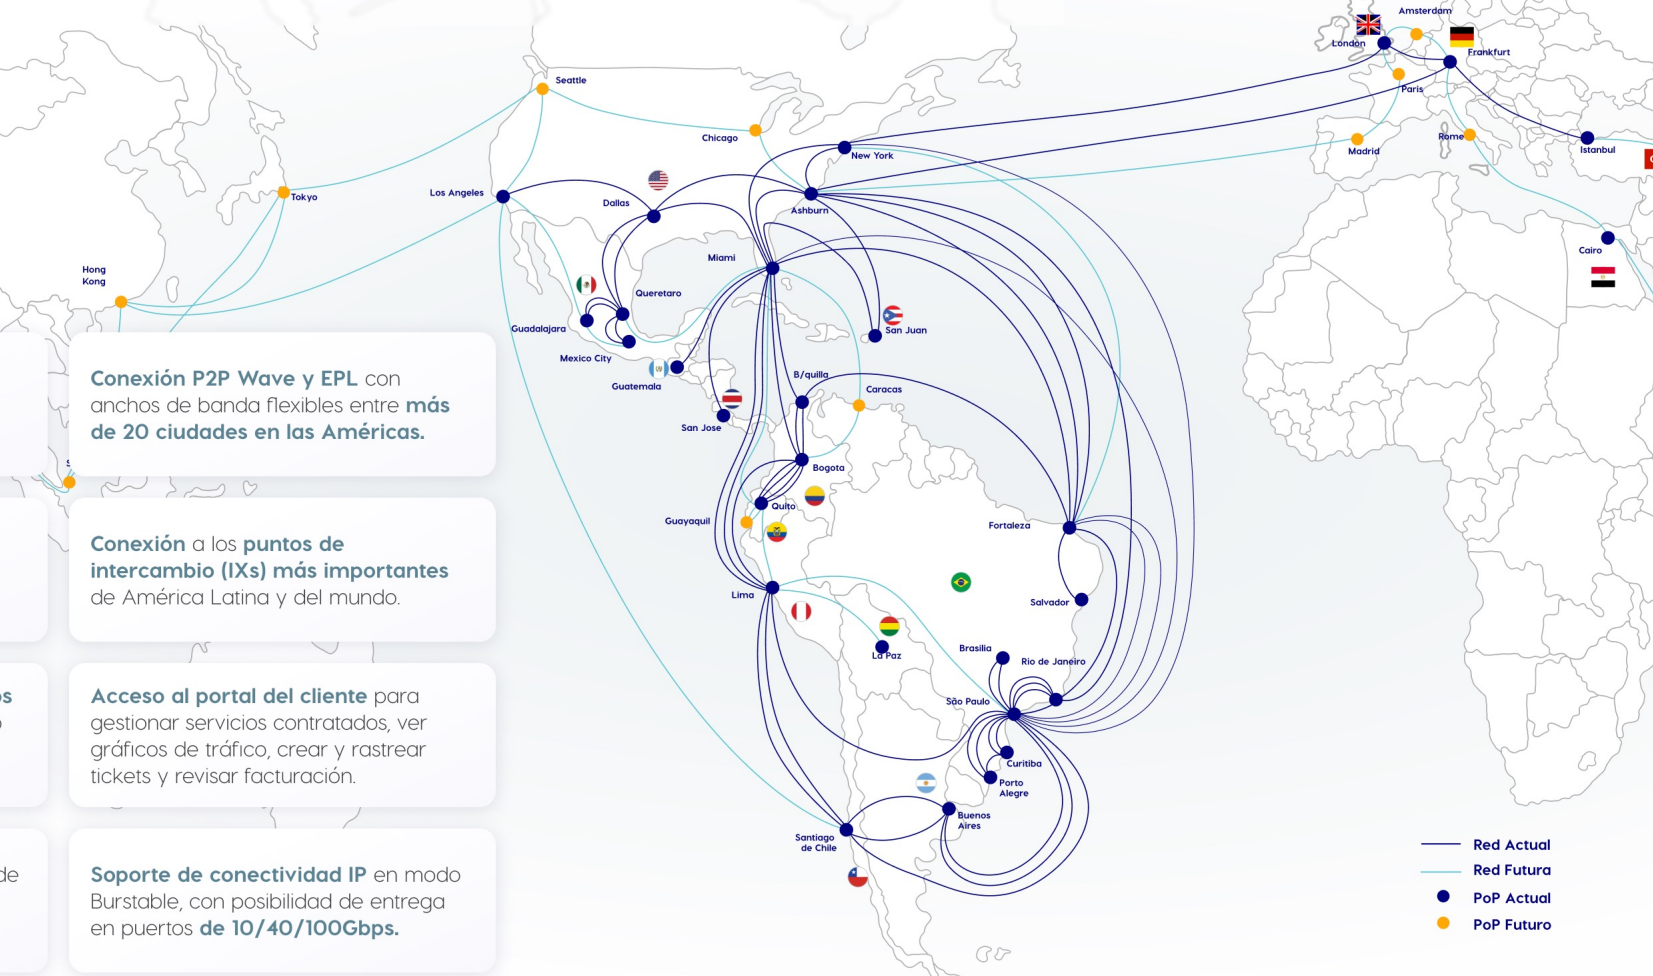 Amsterdam
London
Frankfurt
Paris
Seattle
Chicago
New York
Rome
Madrid
Istanbul
Los Angeles
Tokyo
Dallas
Ashburn
Cairo
Miami
Hong
Kong
Queretaro
Guadalajara
San Juan
Mexico City
Guatemala
B/quilla
Caracas
San Jose
Bogota
Quito
Guayaquil
Fortaleza
Lima
Salvador
La Paz
Brasilia
Rio de Janeiro
São Paulo
Curitiba
Porto
Alegre
Buenos
Aires
Santiago
de Chile
Conexión P2P Wave y EPL con
anchos de banda flexibles entre más
de 20 ciudades en las Américas.
Conexión a los puntos de
intercambio (IXs) más importantes
de América Latina y del mundo.
Acceso al portal del cliente para
gestionar servicios contratados, ver
gráficos de tráfico, crear y rastrear
tickets y revisar facturación.
Soporte de conectividad IP en modo
Burstable, con posibilidad de entrega
en puertos de 10/40/100Gbps.
de
Red Actual
Red Futura
PoP Actual
PoP Futuro